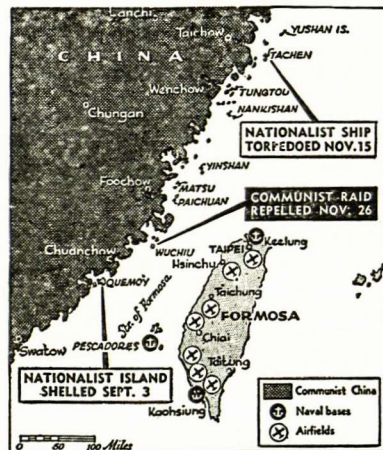 Lanchi
Taichow
YUSHAN IS.
TACHEN
CHINA
Wenchow
TUNGTOU
NANKISHAN
Chungan
NATIONALIST SHIP
TORPEDOED NOV. 15
YINSHAN
Foochow
MATSU
PAICHUAN
COMMUNIST RAID
REPELLED NOV. 26
Chuanchow
WUCHIU
TAIPEI
Keelung
Hsinchu
QUEMOY
Str. of Formosa
Taichung
FORMOSA
Swatow
PESCADORES
Chiai
Taitung
NATIONALIST ISLAND
SHELLED SEPT. 3
Kaohsiung
Communist China
Naval bases
Airfields
0 50 100
Miles